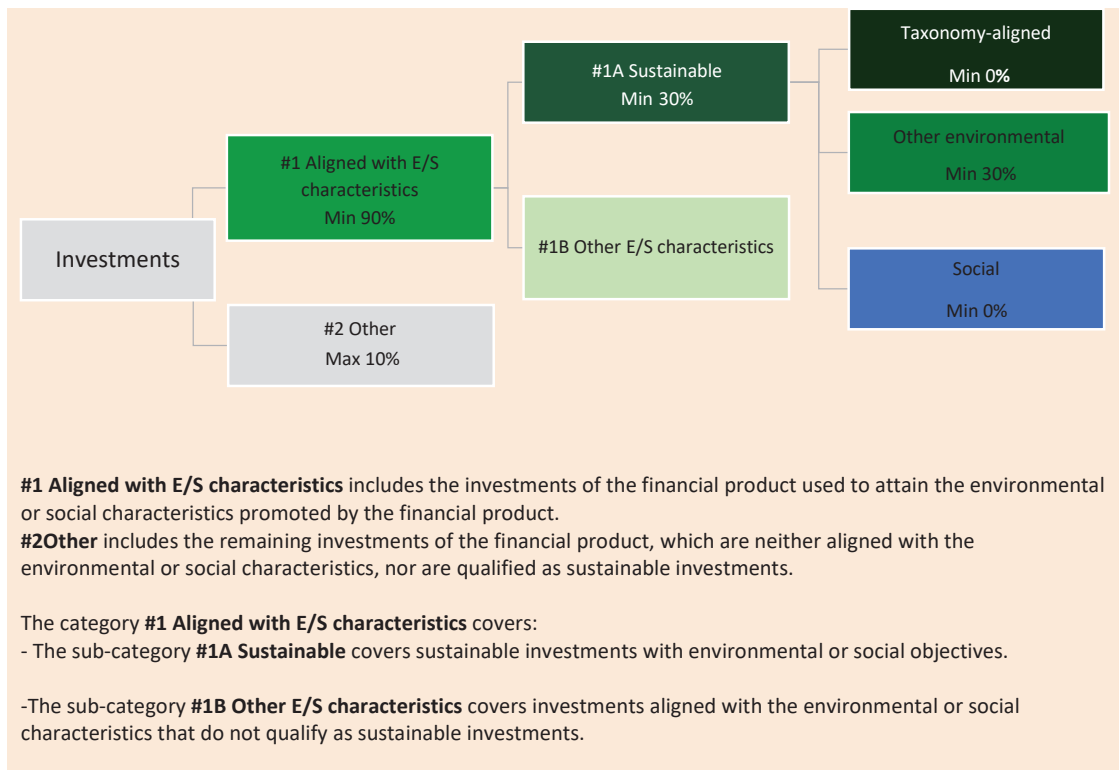 Taxonomy-aligned
Min 0%
#1A Sustainable
Min 30%
Other environmental
Min 30%
#1 Aligned with E/S
characteristics
Min 90%
#1B Other E/S characteristics
Investments
Social
Min 0%
#2 Other
Max 10%
#1 Aligned with E/S characteristics includes the investments of the financial product used to attain the environmental
or social characteristics promoted by the financial product.
#2Other includes the remaining investments of the financial product, which are neither aligned with the
environmental or social characteristics, nor are qualified as sustainable investments.
The category #1 Aligned with E/S characteristics covers:
- The sub-category #1A Sustainable covers sustainable investments with environmental or social objectives.
-The sub-category #1B Other E/S characteristics covers investments aligned with the environmental or social
characteristics that do not qualify as sustainable investments.